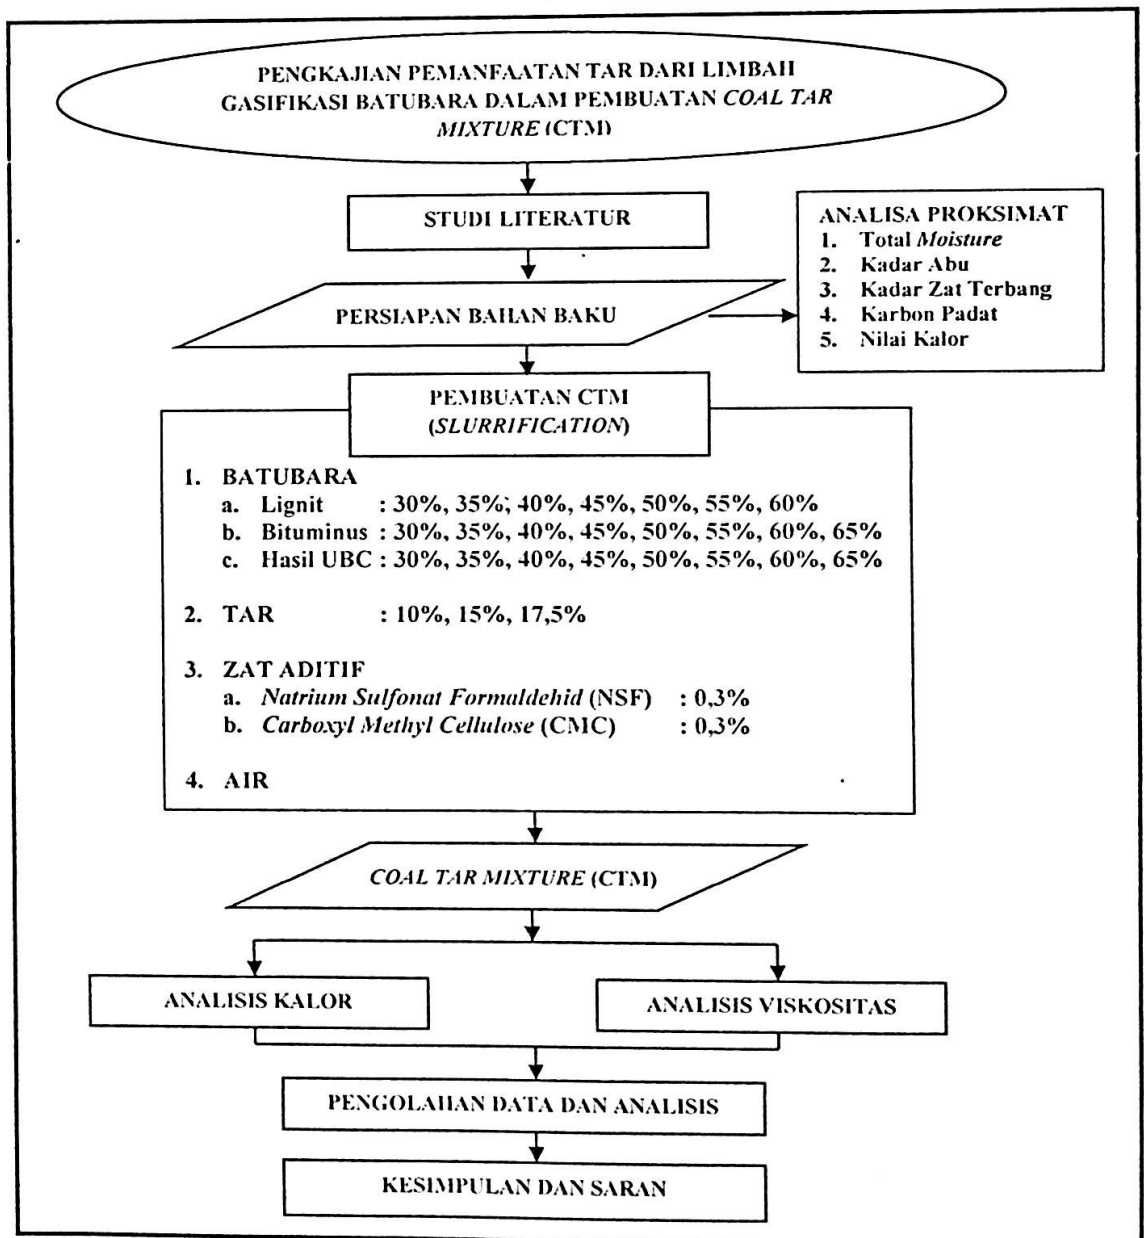 PENGKAJIAN PEMANFAATAN TAR DARI LIMBAH
GASIFIKASI BATUBARA DALAM PEMBUATAN COAL TAR
MIXTURE (CTM)
STUDI LITERATUR
ANALISA PROKSIMAT
1. Total Moisture
2. Kadar Abu
3. Kadar Zat Terbang
4. Karbon Padat
5. Nilai Kalor
PERSIAPAN BAHAN BAKU
PEMBUATAN CTM
(SLURRIFICATION)
1. BATUBARA
a. Lignit : 30%, 35%, 40%, 45%, 50%, 55%, 60%
b. Bituminus : 30%, 35%, 40%, 45%, 50%, 55%, 60%, 65%
c. Hasil UBC : 30%, 35%, 40%, 45%, 50%, 55%, 60%, 65%
2. TAR : 10%, 15%, 17,5%
3. ZAT ADITIF
a. Natrium Sulfonat Formaldehid (NSF) : 0,3%
b. Carboxyl Methyl Cellulose (CMC) : 0,3%
4. AIR
COAL TAR MIXTURE (CTM)
ANALISIS KALOR
ANALISIS VISKOSITAS
PENGOLAHAN DATA DAN ANALISIS
KESIMPULAN DAN SARAN